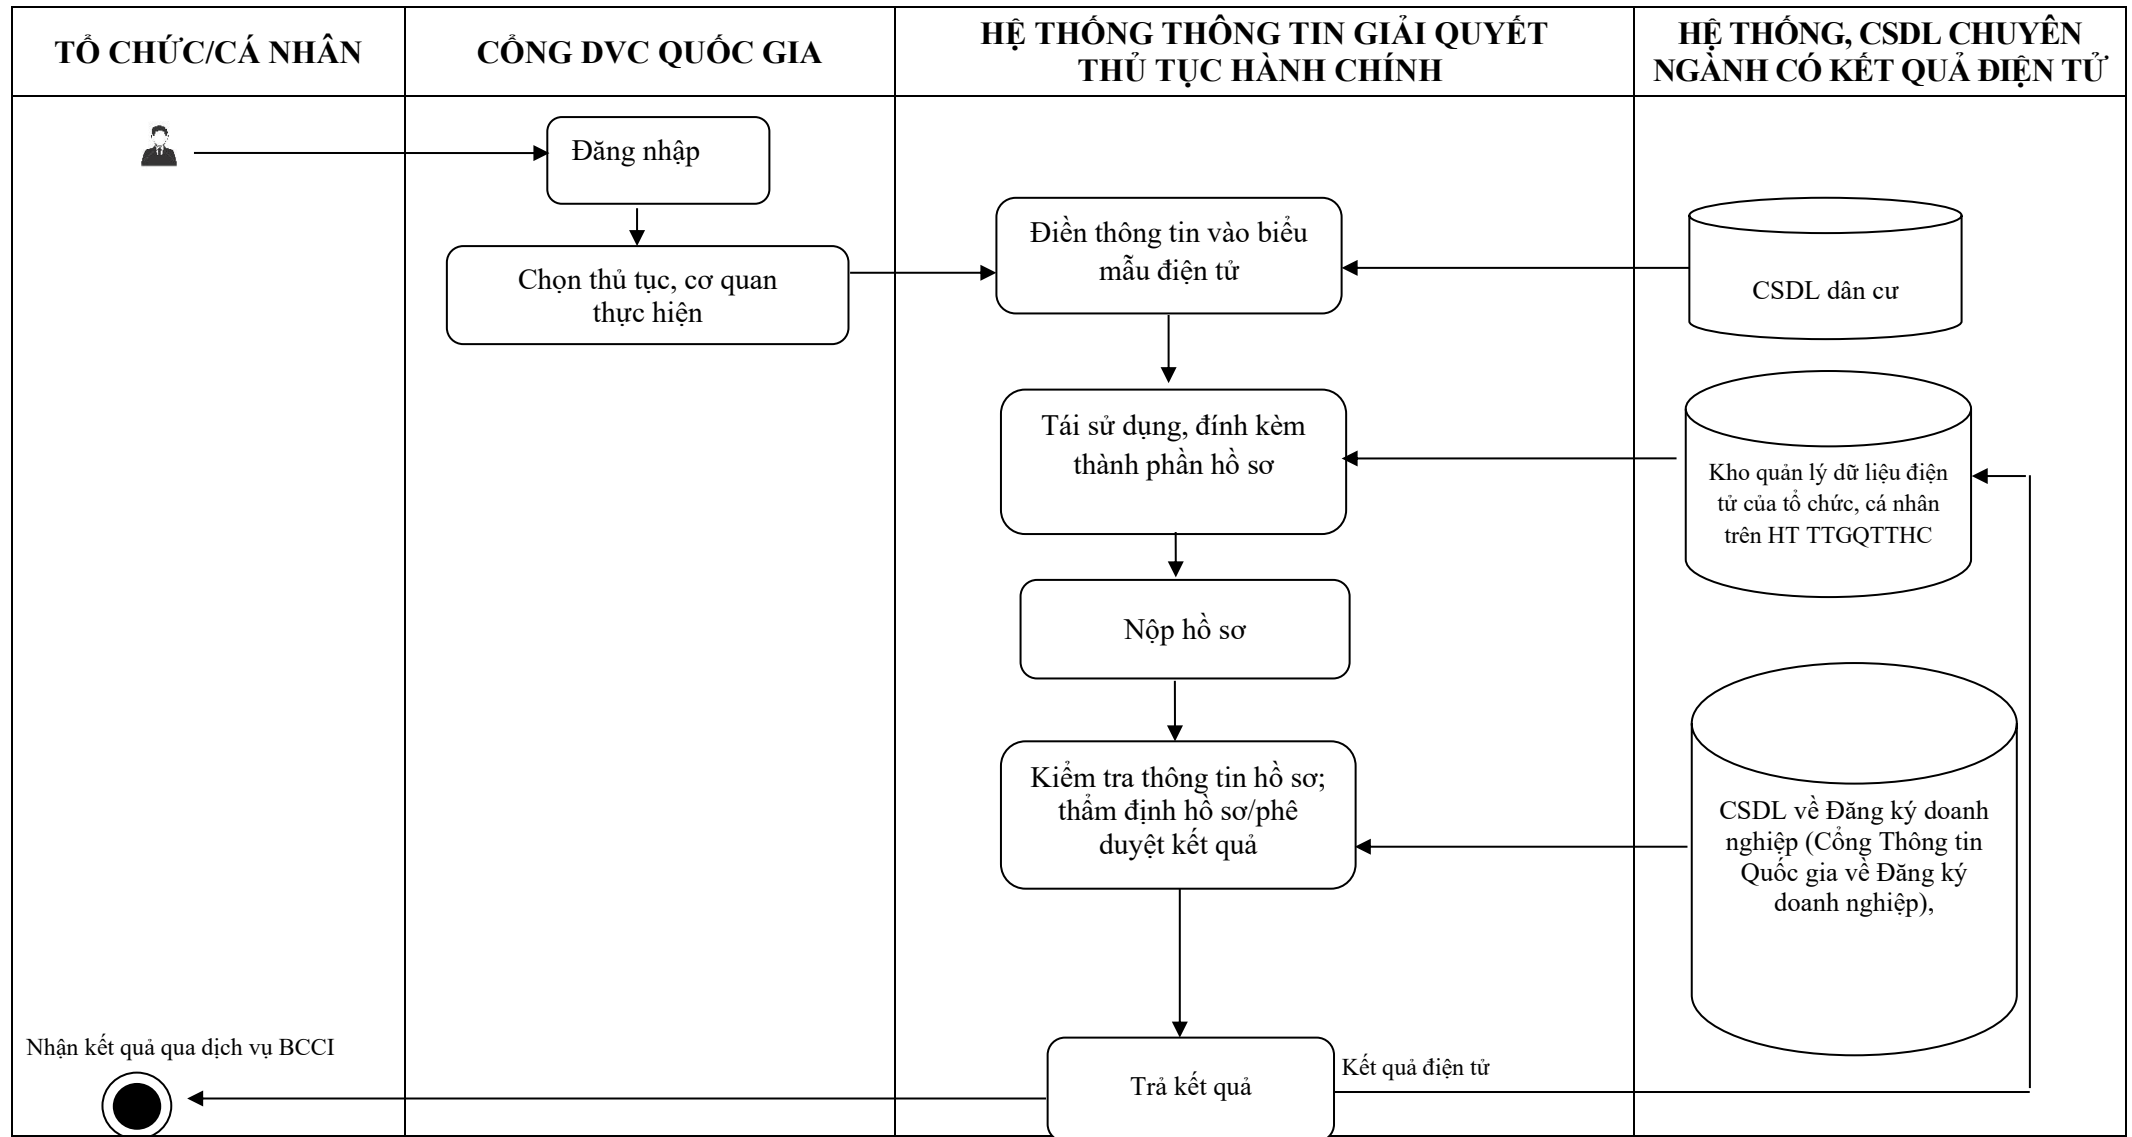 TỔ CHỨC/CÁ NHÂN
CỔNG DVC QUỐC GIA
HỆ THỐNG THÔNG TIN GIẢI QUYẾT
THỦ TỤC HÀNH CHÍNH
HỆ THỐNG, CSDL CHUYÊN
NGÀNH CÓ KẾT QUẢ ĐIỆN TỬ
Đăng nhập
Chọn thủ tục, cơ quan
thực hiện
Điền thông tin vào biểu
mẫu điện tử
CSDL dân cư
Tái sử dụng, đính kèm
thành phần hồ sơ
Kho quản lý dữ liệu điện
tử của tổ chức, cá nhân
trên HT TTGQTTHC
Nộp hồ sơ
Kiểm tra thông tin hồ sơ;
thẩm định hồ sơ/phê
duyệt kết quả
CSDL về Đăng ký doanh
nghiệp (Cổng Thông tin
Quốc gia về Đăng ký
doanh nghiệp),
Nhận kết quả qua dịch vụ BCCI
Trả kết quả
Kết quả điện tử